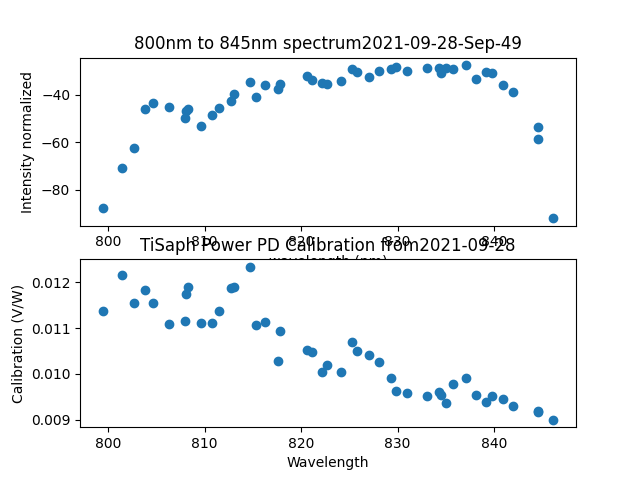 800nm to 845nm spectrum2021-09-28-Sep-49
Intensity normalized
−40
−60
−80
800 810 820 830 840
wavelength (nm)
TiSaph Power PD Calibration from2021-09-28
Calibration (V/W)
0.012
0.011
0.010
0.009
800 810 820 830 840
Wavelength